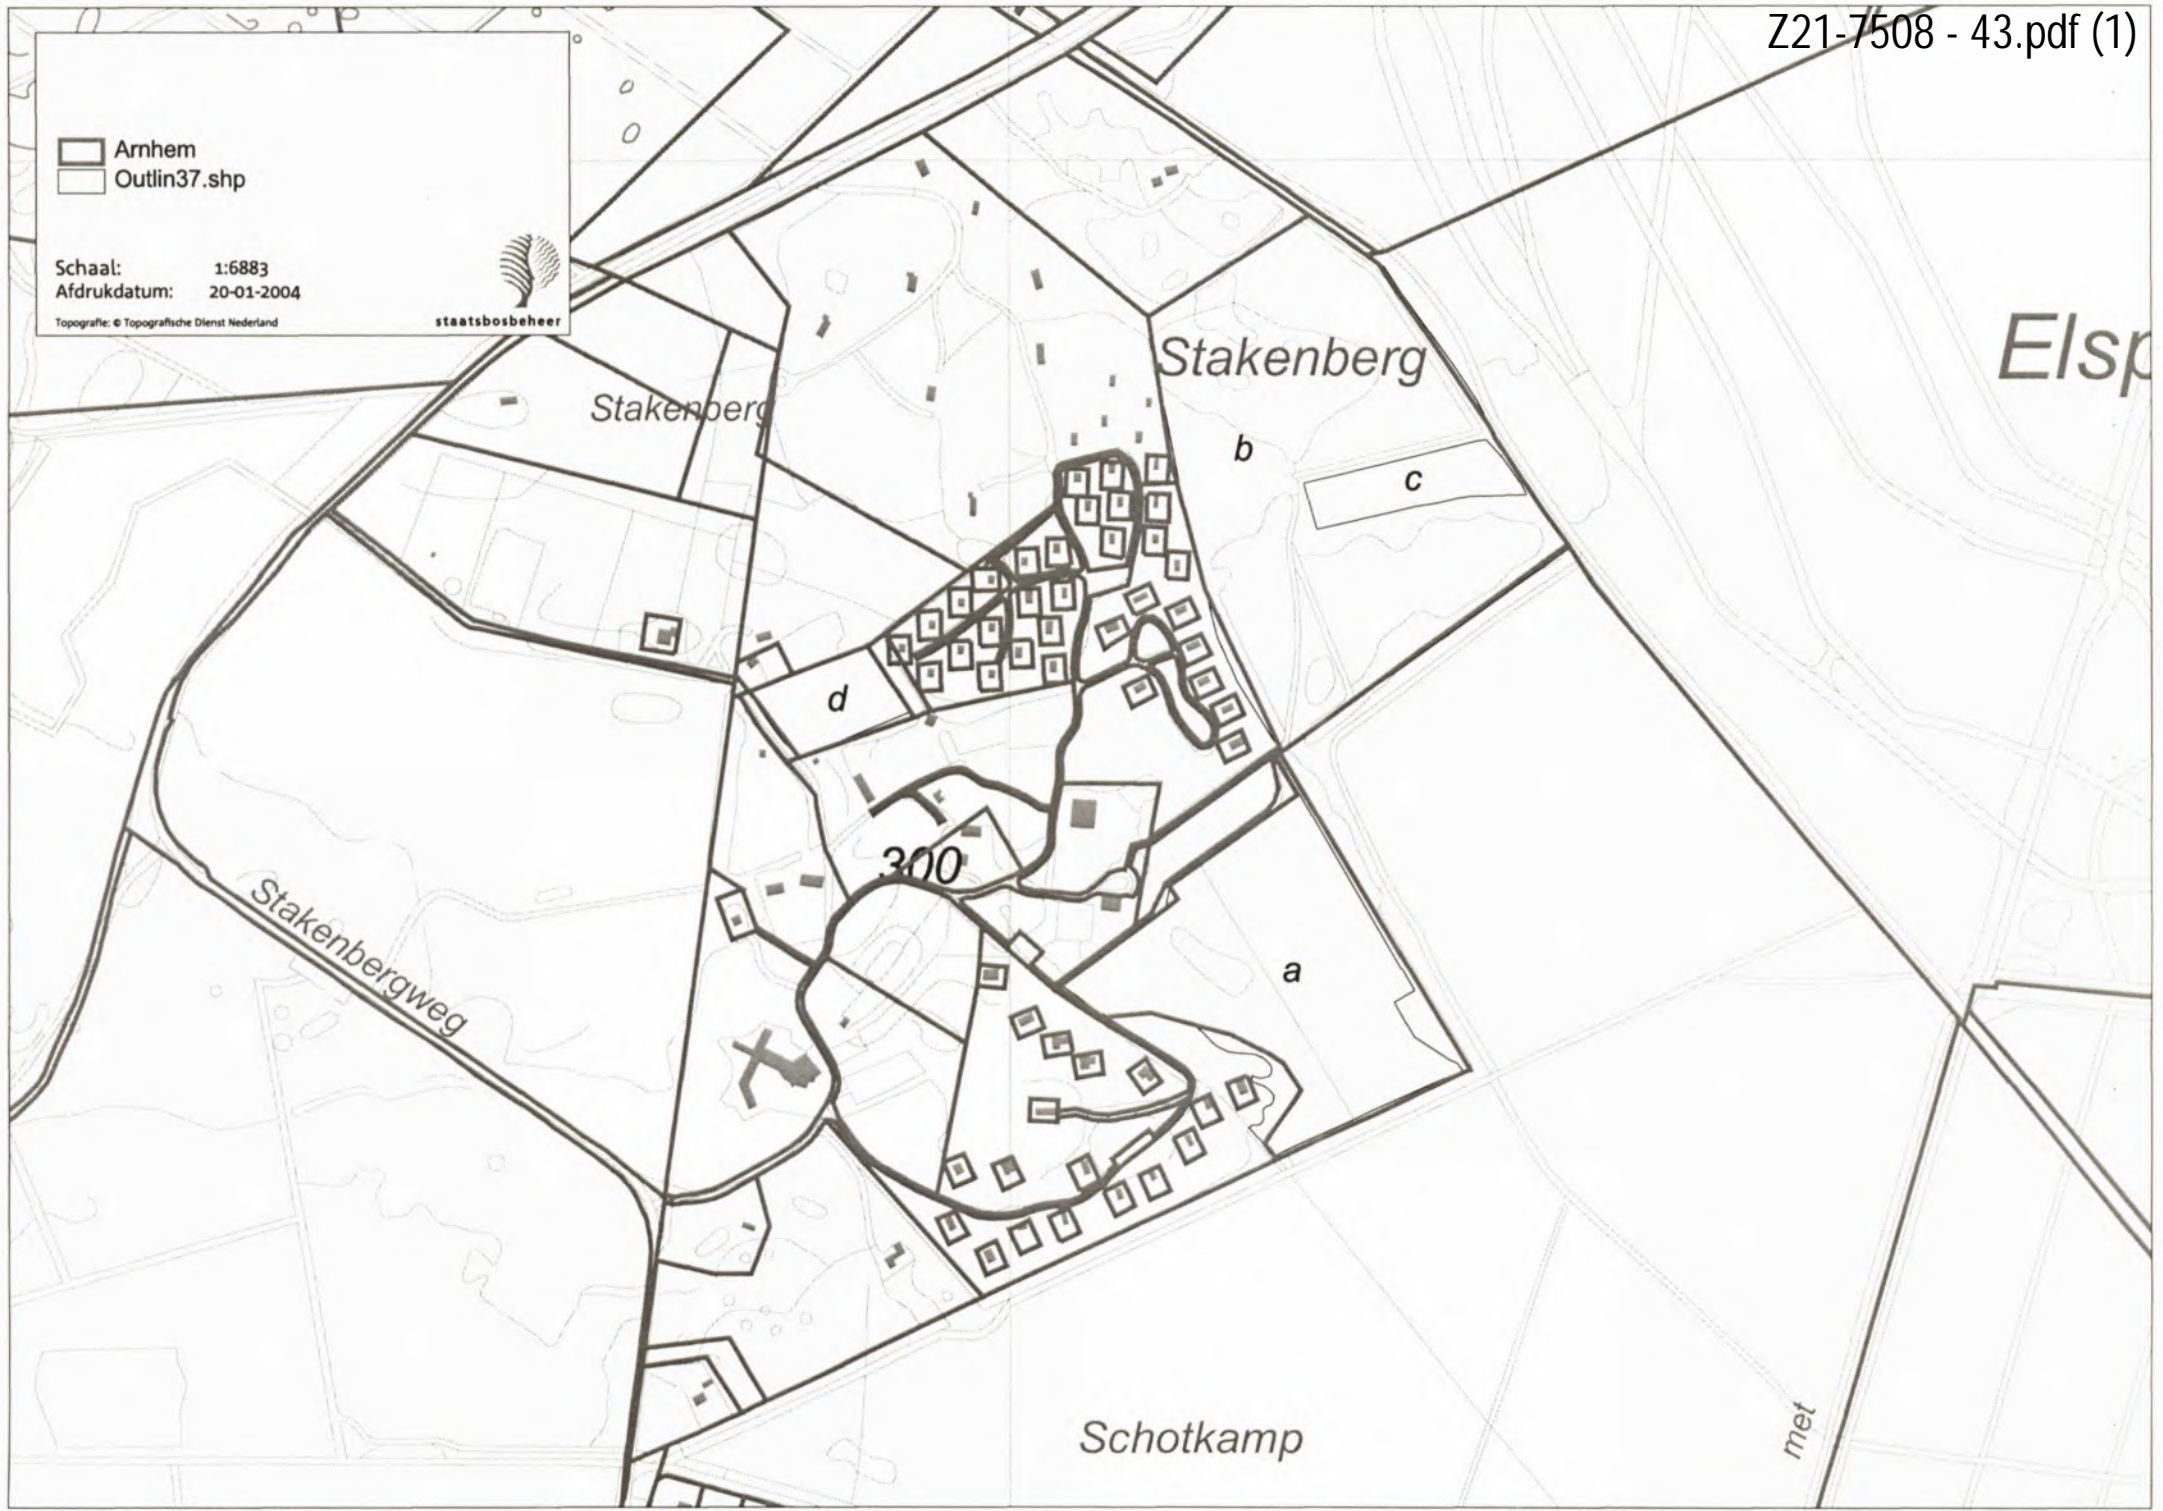 Z21-7508 - 43.pdf (1)
Arnhem
Outlin37.shp
Schaal: 1:6883
Afdrukdatum: 20-01-2004
Topografie: © Topografische Dienst Nederland
staatsbosbeheer
Elsp
Stakenberg
Stakenberg
b
c
d
300
Stakenbergweg
a
Schotkamp
met